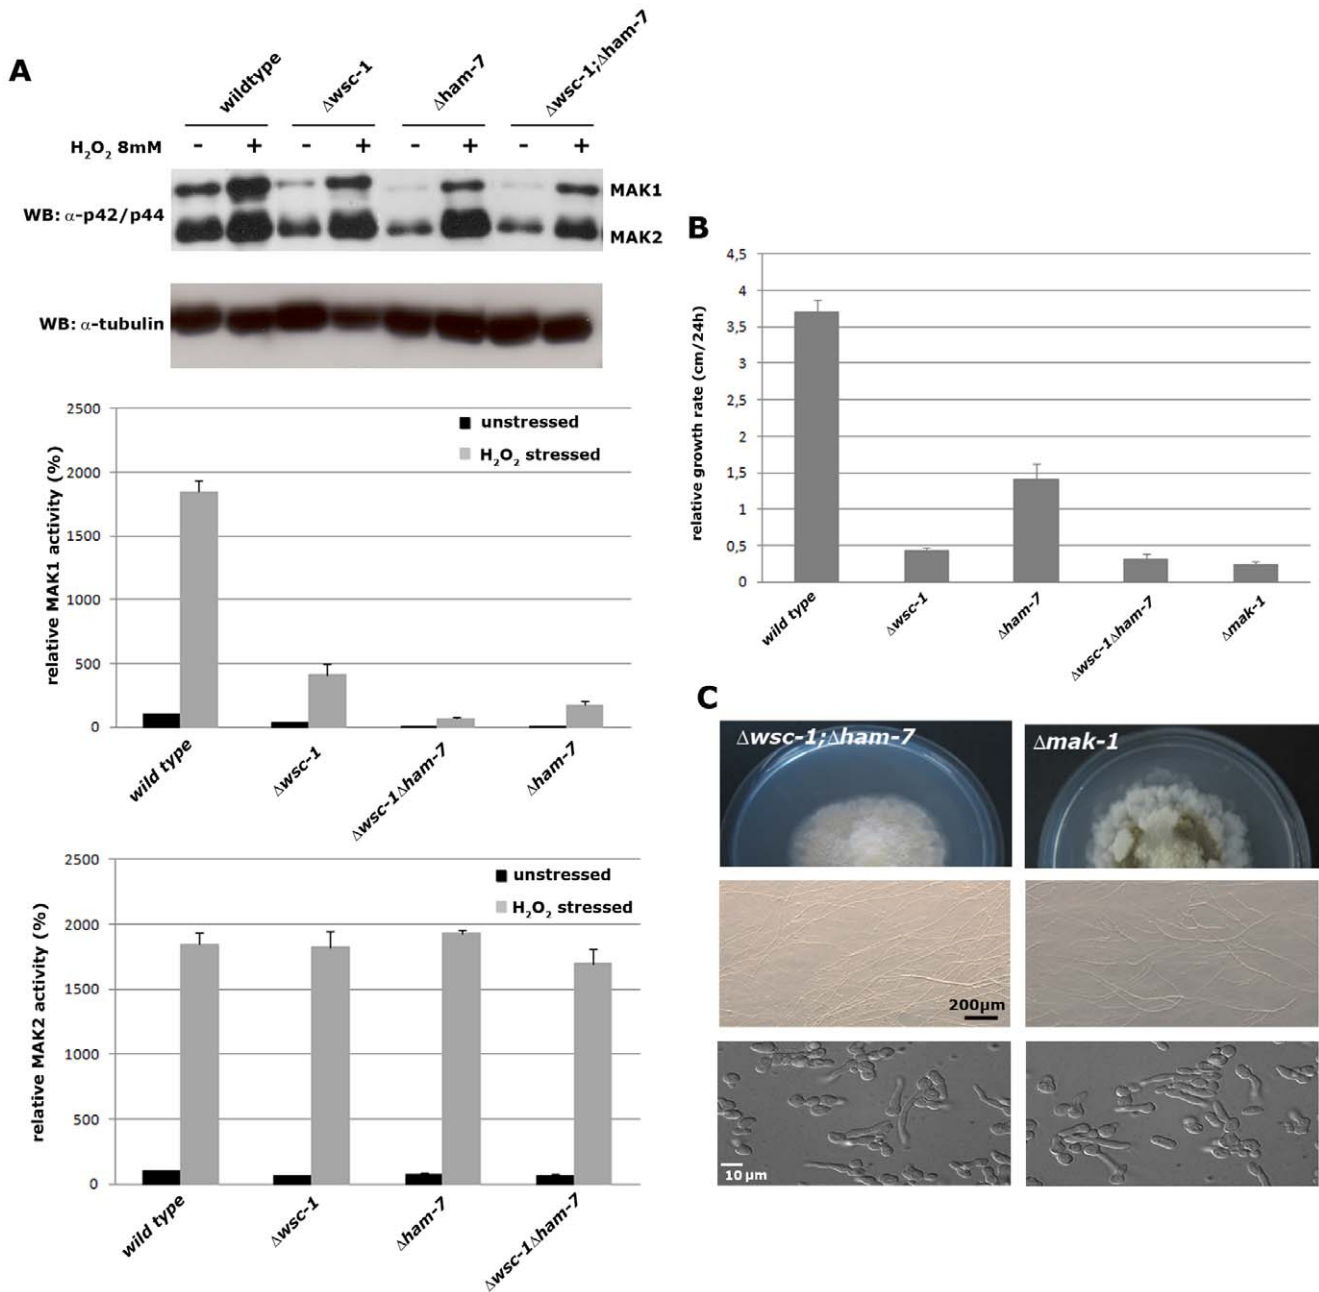 A
wildtype
Δwsc-1
Δham-7
Δwsc-1;Δham-7
H₂O₂ 8mM - + - + - + - +
WB: α-p42/p44
MAK1
MAK2
WB: α-tubulin
relative MAK1 activity (%)
2500
2000
1500
1000
500
0
unstressed
H₂O₂ stressed
wild type
Δwsc-1
Δwsc-1Δham-7
Δham-7
relative MAK2 activity (%)
2500
2000
1500
1000
500
0
unstressed
H₂O₂ stressed
wild type
Δwsc-1
Δham-7
Δwsc-1Δham-7
B
relative growth rate (cm/24h)
4,5
4
3,5
3
2,5
2
1,5
1
0,5
0
wild type
Δwsc-1
Δham-7
Δwsc-1Δham-7
Δmak-1
C
Δwsc-1;Δham-7
Δmak-1
200µm
10 µm